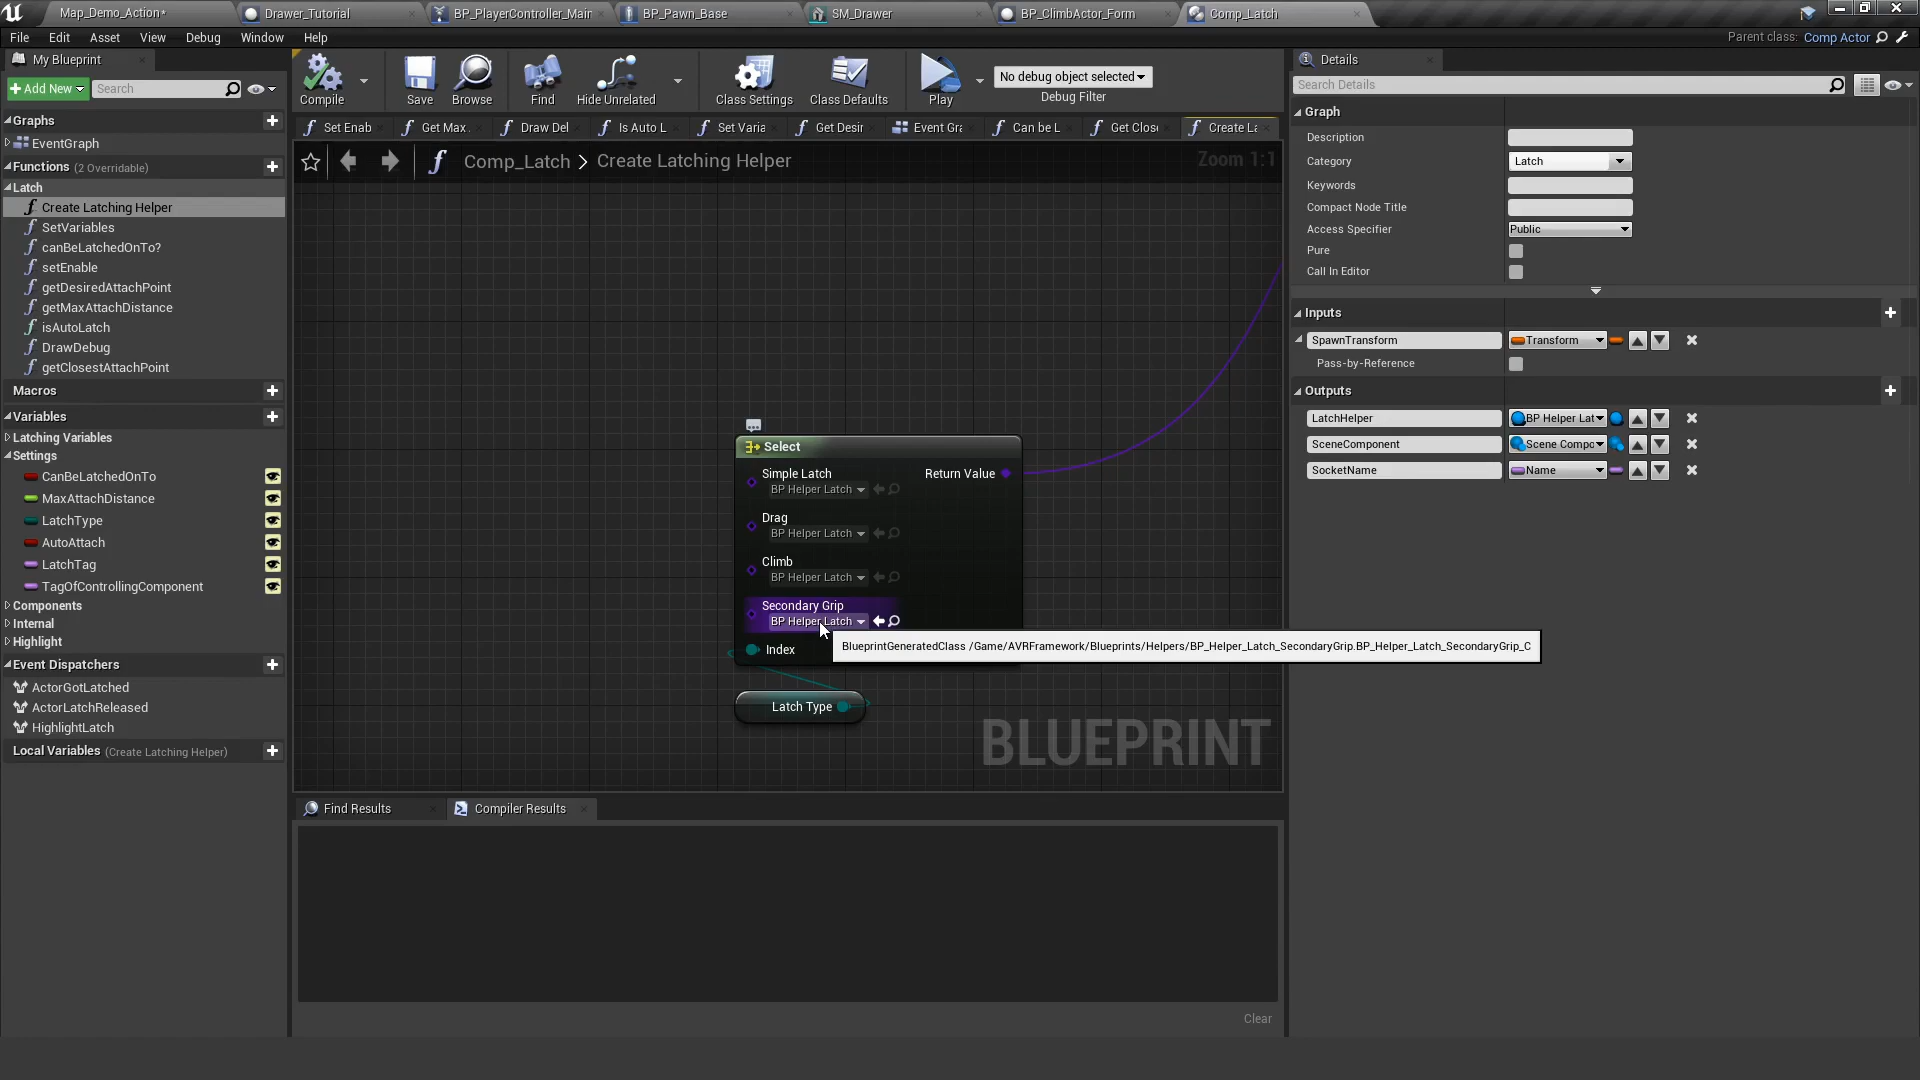 Map_Demo_Action*
Drawer_Tutorial
BP_PlayerController_Main
BP_Pawn_Base
SM_Drawer
BP_ClimbActor_Form
Comp_Latch
File Edit Asset View Debug Window Help
Parent class: Comp Actor
My Blueprint
Add New
Search
Graphs
EventGraph
Functions (2 Overridable)
Latch
Create Latching Helper
SetVariables
canBeLatchedOnTo?
setEnable
getDesiredAttachPoint
getMaxAttachDistance
isAutoLatch
DrawDebug
getClosestAttachPoint
Macros
Variables
Latching Variables
Settings
CanBeLatchedOnTo
MaxAttachDistance
LatchType
AutoAttach
LatchTag
TagOfControllingComponent
Components
Internal
Highlight
Event Dispatchers
ActorGotLatched
ActorLatchReleased
HighlightLatch
Local Variables (Create Latching Helper)
Compile
Save
Browse
Find
Hide Unrelated
Class Settings
Class Defaults
Play
No debug object selected
Debug Filter
Set Enab
Get Max
Draw Del
Is Auto L
Set Varia
Get Desir
Event Gra
Can be L
Get Close
Create La
Comp_Latch > Create Latching Helper
Zoom 1:1
Select
Simple Latch
BP Helper Latch
Return Value
Drag
BP Helper Latch
Climb
BP Helper Latch
Secondary Grip
BP Helper Latch
Index
BlueprintGeneratedClass /Game/AVRFramework/Blueprints/Helpers/BP_Helper_Latch_SecondaryGrip.BP_Helper_Latch_SecondaryGrip_C
Latch Type
BLUEPRINT
Find Results
Compiler Results
Clear
Details
Search Details
Graph
Description
Category
Latch
Keywords
Compact Node Title
Access Specifier
Public
Pure
Call In Editor
Inputs
SpawnTransform
Transform
Pass-by-Reference
Outputs
LatchHelper
BP Helper Lat
SceneComponent
Scene Compo
SocketName
Name